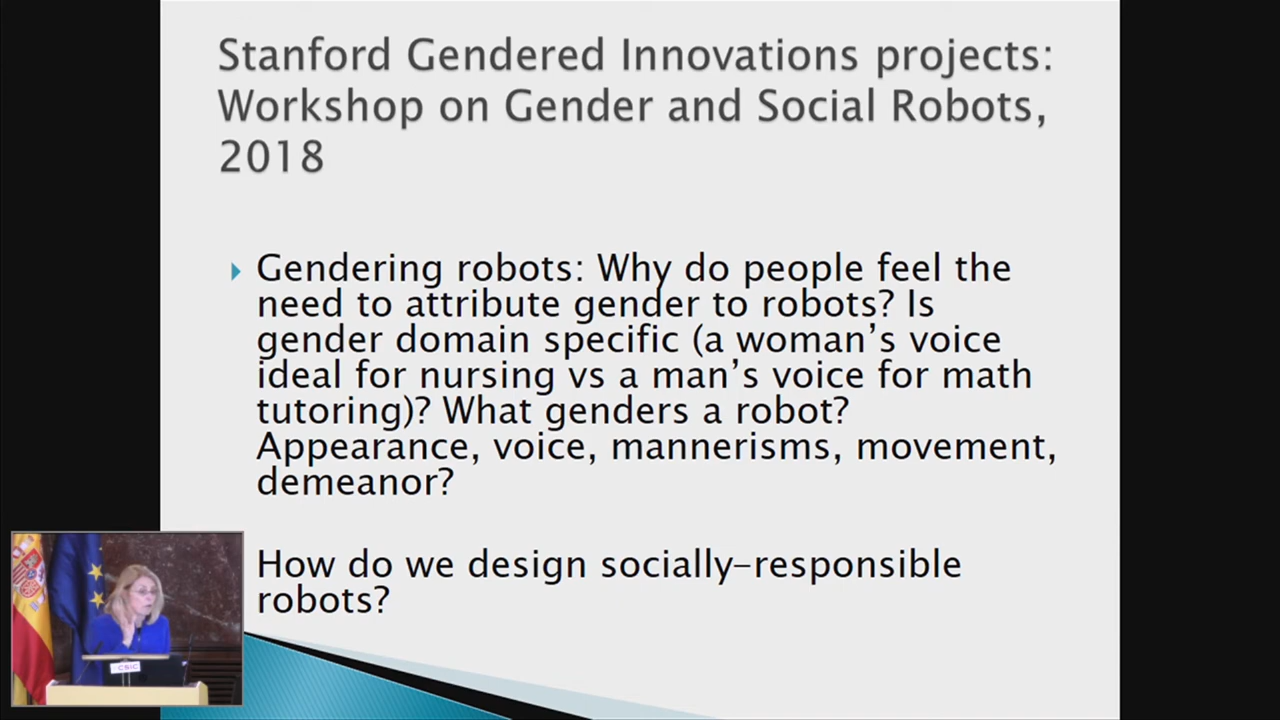 Stanford Gendered Innovations projects:
Workshop on Gender and Social Robots,
2018
Gendering robots: Why do people feel the
need to attribute gender to robots? Is
gender domain specific (a woman’s voice
ideal for nursing vs a man’s voice for math
tutoring)? What genders a robot?
Appearance, voice, mannerisms, movement,
demeanor?
How do we design socially-responsible
robots?
CSIC